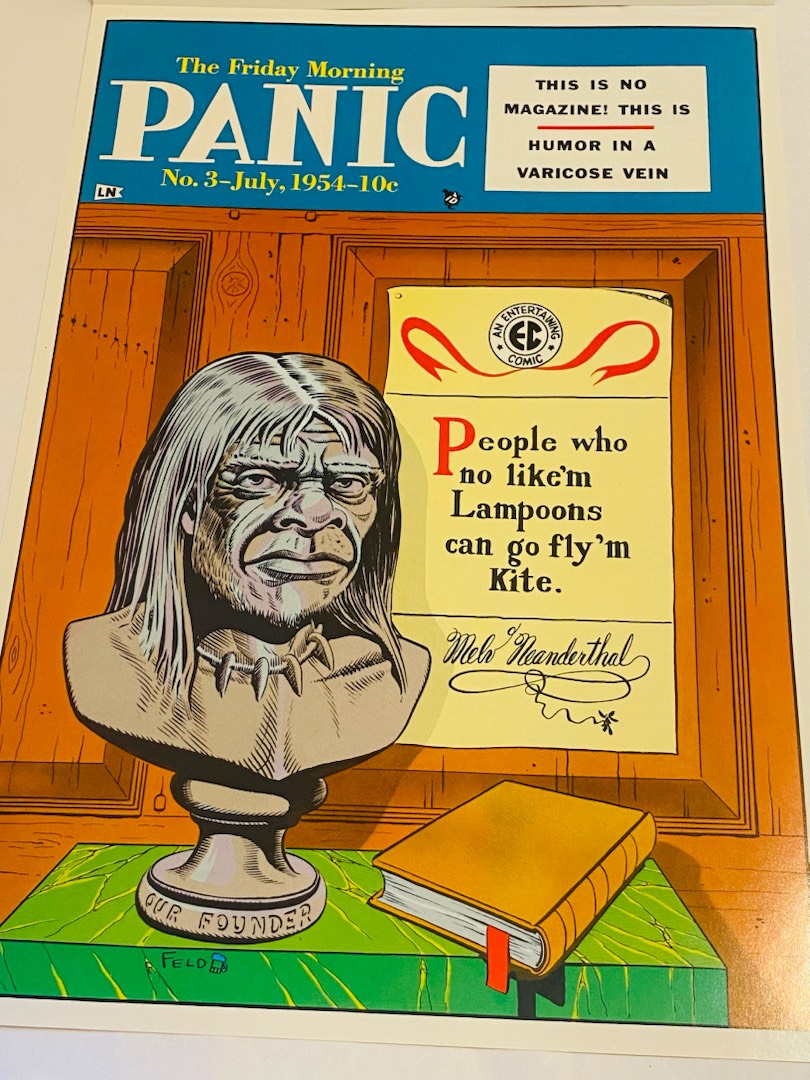 The Friday Morning
PANIC
No. 3–July, 1954–10c
LN
ID
THIS IS NO
MAGAZINE! THIS IS
HUMOR IN A
VARICOSE VEIN
AN ENTERTAINING
EC
COMIC
People who
no like'm
Lampoons
can go fly'm
Kite.
Melv of Neanderthal
OUR FOUNDER
FELD